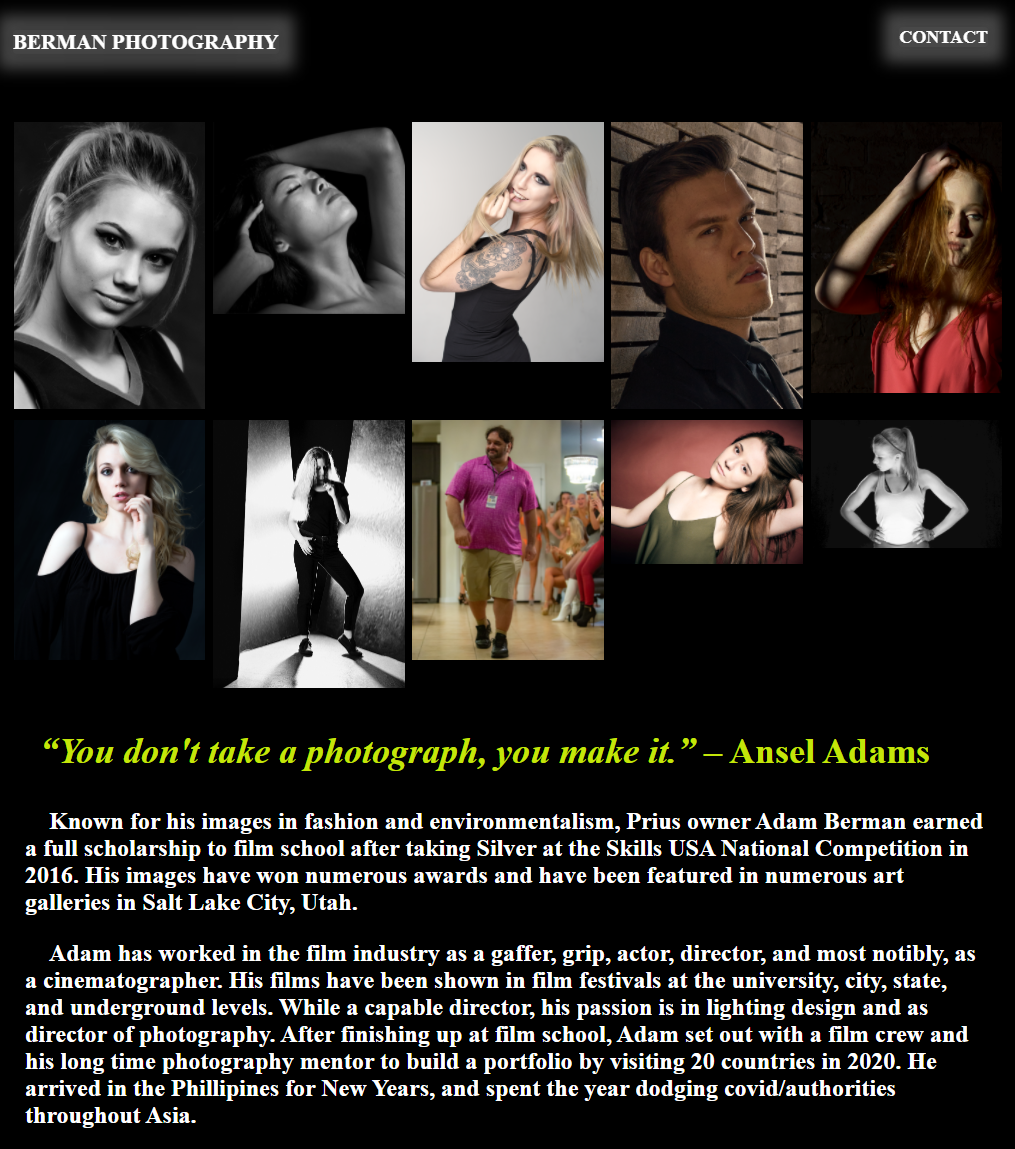 BERMAN PHOTOGRAPHY
CONTACT
“You don't take a photograph, you make it.” – Ansel Adams
Known for his images in fashion and environmentalism, Prius owner Adam Berman earned
a full scholarship to film school after taking Silver at the Skills USA National Competition in
2016. His images have won numerous awards and have been featured in numerous art
galleries in Salt Lake City, Utah.
Adam has worked in the film industry as a gaffer, grip, actor, director, and most notibly, as
a cinematographer. His films have been shown in film festivals at the university, city, state,
and underground levels. While a capable director, his passion is in lighting design and as
director of photography. After finishing up at film school, Adam set out with a film crew and
his long time photography mentor to build a portfolio by visiting 20 countries in 2020. He
arrived in the Phillipines for New Years, and spent the year dodging covid/authorities
throughout Asia.